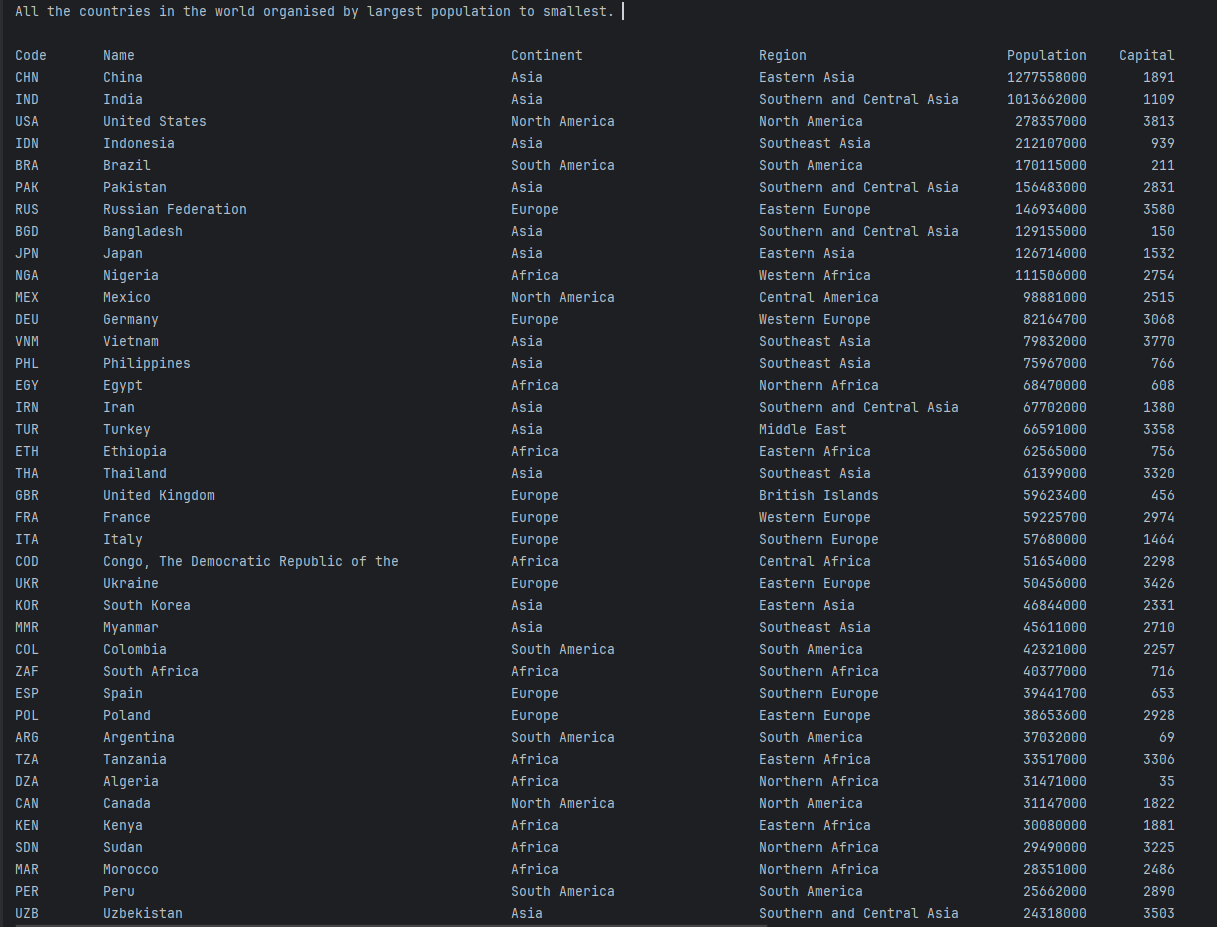 All the countries in the world organised by largest population to smallest.
Code Name Continent Region Population Capital
CHN China Asia Eastern Asia 1277558000 1891
IND India Asia Southern and Central Asia 1013662000 1109
USA United States North America North America 278357000 3813
IDN Indonesia Asia Southeast Asia 212107000 939
BRA Brazil South America South America 170115000 211
PAK Pakistan Asia Southern and Central Asia 156483000 2831
RUS Russian Federation Europe Eastern Europe 146934000 3580
BGD Bangladesh Asia Southern and Central Asia 129155000 150
JPN Japan Asia Eastern Asia 126714000 1532
NGA Nigeria Africa Western Africa 111506000 2754
MEX Mexico North America Central America 98881000 2515
DEU Germany Europe Western Europe 82164700 3068
VNM Vietnam Asia Southeast Asia 79832000 3770
PHL Philippines Asia Southeast Asia 75967000 766
EGY Egypt Africa Northern Africa 68470000 608
IRN Iran Asia Southern and Central Asia 67702000 1380
TUR Turkey Asia Middle East 66591000 3358
ETH Ethiopia Africa Eastern Africa 62565000 756
THA Thailand Asia Southeast Asia 61399000 3320
GBR United Kingdom Europe British Islands 59623400 456
FRA France Europe Western Europe 59225700 2974
ITA Italy Europe Southern Europe 57680000 1464
COD Congo, The Democratic Republic of the Africa Central Africa 51654000 2298
UKR Ukraine Europe Eastern Europe 50456000 3426
KOR South Korea Asia Eastern Asia 46844000 2331
MMR Myanmar Asia Southeast Asia 45611000 2710
COL Colombia South America South America 42321000 2257
ZAF South Africa Africa Southern Africa 40377000 716
ESP Spain Europe Southern Europe 39441700 653
POL Poland Europe Eastern Europe 38653600 2928
ARG Argentina South America South America 37032000 69
TZA Tanzania Africa Eastern Africa 33517000 3306
DZA Algeria Africa Northern Africa 31471000 35
CAN Canada North America North America 31147000 1822
KEN Kenya Africa Eastern Africa 30080000 1881
SDN Sudan Africa Northern Africa 29490000 3225
MAR Morocco Africa Northern Africa 28351000 2486
PER Peru South America South America 25662000 2890
UZB Uzbekistan Asia Southern and Central Asia 24318000 3503